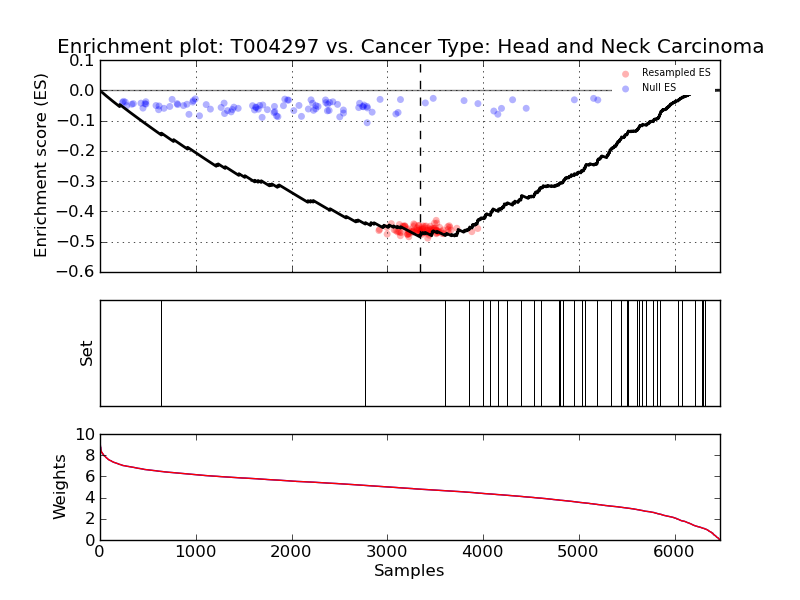 Enrichment plot: T004297 vs. Cancer Type: Head and Neck Carcinoma
Resampled ES
Null ES
Enrichment score (ES)
0.1
0.0
−0.1
−0.2
−0.3
−0.4
−0.5
−0.6
Set
Weights
10
8
6
4
2
0
0 1000 2000 3000 4000 5000 6000
Samples